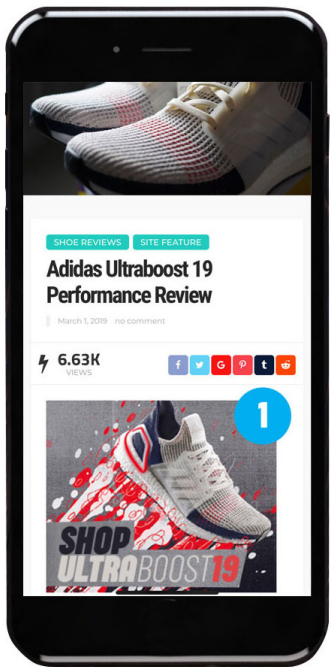 SHOE REVIEWS SITE FEATURE
Adidas Ultraboost 19
Performance Review
March 1, 2019 no comment
6.63K
VIEWS
f G t
1
SHOP
ULTRABOOST19